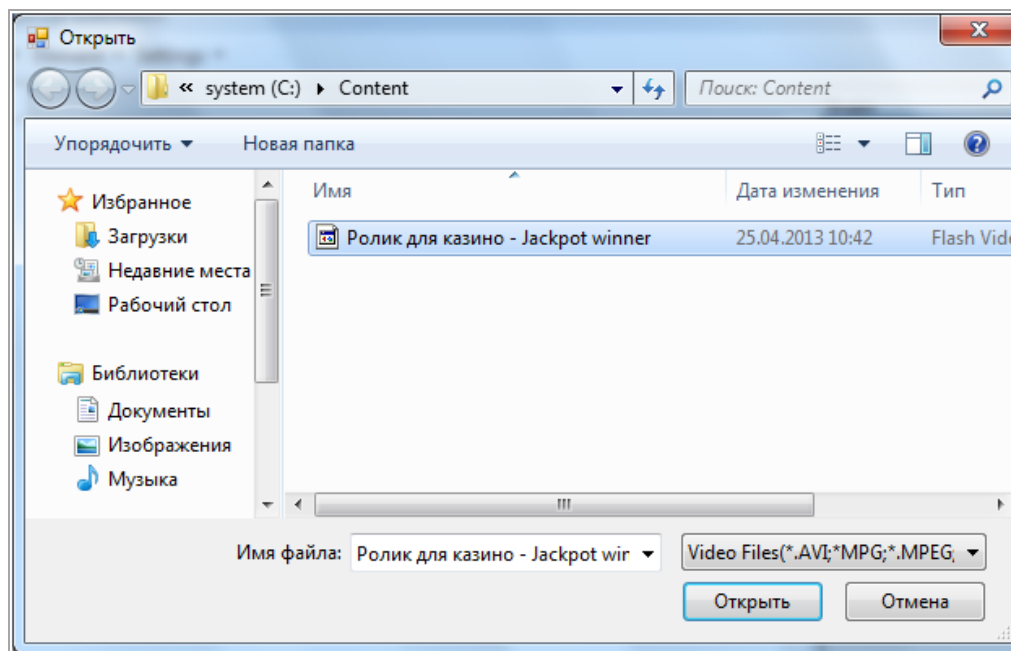 Открыть
« system (C:) Content
Поиск: Content
Упорядочить Новая папка
Имя Дата изменения Тип
Избранное
Загрузки
Недавние места
Рабочий стол
Библиотеки
Документы
Изображения
Музыка
Ролик для казино - Jackpot winner 25.04.2013 10:42 Flash Vide
Имя файла: Ролик для казино - Jackpot wir
Video Files(*.AVI;*MPG;*.MPEG;
Открыть Отмена